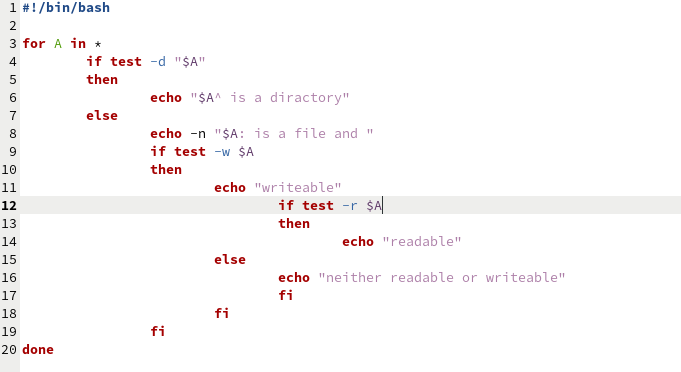 1 #!/bin/bash
2
3 for A in *
4         if test -d "$A"
5         then
6                 echo "$A^ is a diractory"
7         else
8                 echo -n "$A: is a file and "
9                 if test -w $A
10                 then
11                         echo "writeable"
12                                 if test -r $A
13                                 then
14                                         echo "readable"
15                         else
16                                 echo "neither readable or writeable"
17                                 fi
18                         fi
19                 fi
20 done